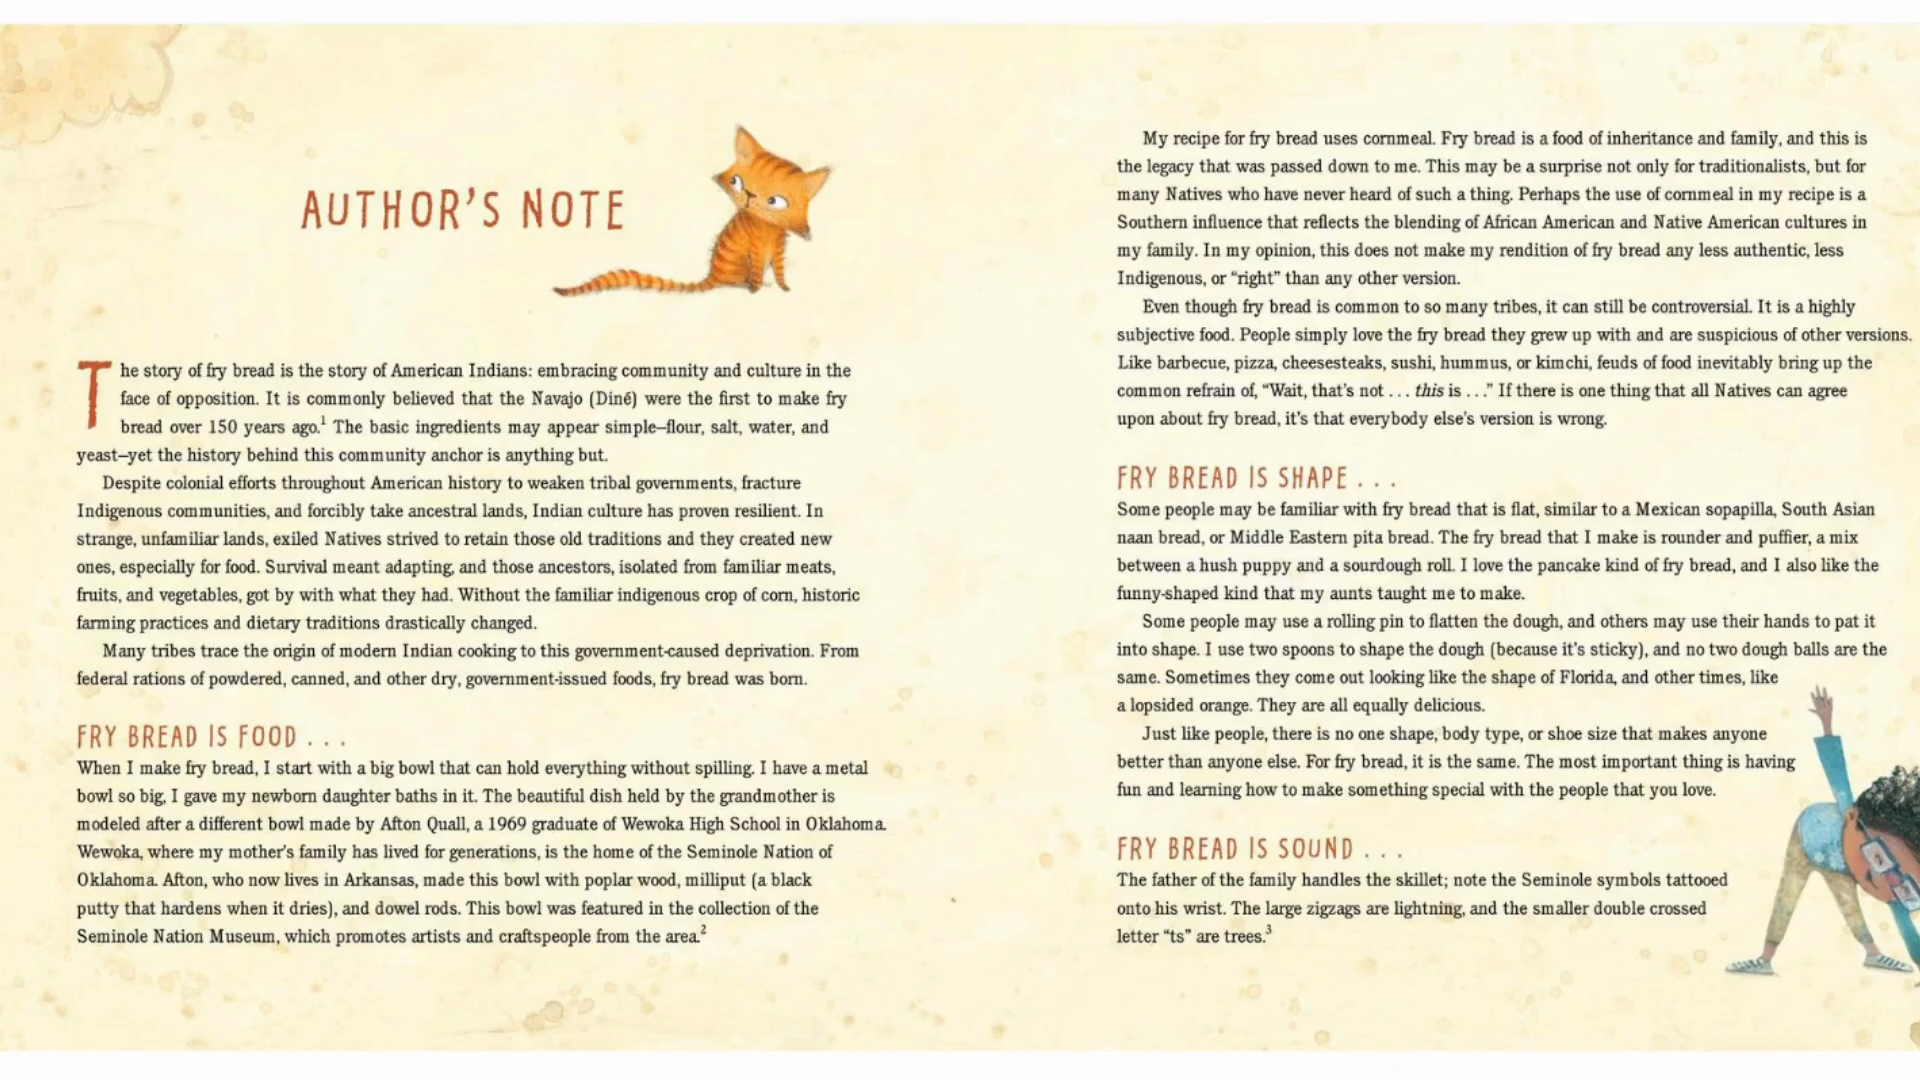 AUTHOR'S NOTE
The story of fry bread is the story of American Indians: embracing community and culture in the
face of opposition. It is commonly believed that the Navajo (Diné) were the first to make fry
bread over 150 years ago.¹ The basic ingredients may appear simple–flour, salt, water, and
yeast–yet the history behind this community anchor is anything but.
Despite colonial efforts throughout American history to weaken tribal governments, fracture
Indigenous communities, and forcibly take ancestral lands, Indian culture has proven resilient. In
strange, unfamiliar lands, exiled Natives strived to retain those old traditions and they created new
ones, especially for food. Survival meant adapting, and those ancestors, isolated from familiar meats,
fruits, and vegetables, got by with what they had. Without the familiar indigenous crop of corn, historic
farming practices and dietary traditions drastically changed.
Many tribes trace the origin of modern Indian cooking to this government-caused deprivation. From
federal rations of powdered, canned, and other dry, government-issued foods, fry bread was born.
FRY BREAD IS FOOD . . .
When I make fry bread, I start with a big bowl that can hold everything without spilling. I have a metal
bowl so big, I gave my newborn daughter baths in it. The beautiful dish held by the grandmother is
modeled after a different bowl made by Afton Quall, a 1969 graduate of Wewoka High School in Oklahoma.
Wewoka, where my mother's family has lived for generations, is the home of the Seminole Nation of
Oklahoma. Afton, who now lives in Arkansas, made this bowl with poplar wood, milliput (a black
putty that hardens when it dries), and dowel rods. This bowl was featured in the collection of the
Seminole Nation Museum, which promotes artists and craftspeople from the area.²
My recipe for fry bread uses cornmeal. Fry bread is a food of inheritance and family, and this is
the legacy that was passed down to me. This may be a surprise not only for traditionalists, but for
many Natives who have never heard of such a thing. Perhaps the use of cornmeal in my recipe is a
Southern influence that reflects the blending of African American and Native American cultures in
my family. In my opinion, this does not make my rendition of fry bread any less authentic, less
Indigenous, or “right” than any other version.
Even though fry bread is common to so many tribes, it can still be controversial. It is a highly
subjective food. People simply love the fry bread they grew up with and are suspicious of other versions.
Like barbecue, pizza, cheesesteaks, sushi, hummus, or kimchi, feuds of food inevitably bring up the
common refrain of, “Wait, that's not . . . this is . . .” If there is one thing that all Natives can agree
upon about fry bread, it's that everybody else's version is wrong.
FRY BREAD IS SHAPE . . .
Some people may be familiar with fry bread that is flat, similar to a Mexican sopapilla, South Asian
naan bread, or Middle Eastern pita bread. The fry bread that I make is rounder and puffier, a mix
between a hush puppy and a sourdough roll. I love the pancake kind of fry bread, and I also like the
funny-shaped kind that my aunts taught me to make.
Some people may use a rolling pin to flatten the dough, and others may use their hands to pat it
into shape. I use two spoons to shape the dough (because it's sticky), and no two dough balls are the
same. Sometimes they come out looking like the shape of Florida, and other times, like
a lopsided orange. They are all equally delicious.
Just like people, there is no one shape, body type, or shoe size that makes anyone
better than anyone else. For fry bread, it is the same. The most important thing is having
fun and learning how to make something special with the people that you love.
FRY BREAD IS SOUND . . .
The father of the family handles the skillet; note the Seminole symbols tattooed
onto his wrist. The large zigzags are lightning, and the smaller double crossed
letter “ts” are trees.³